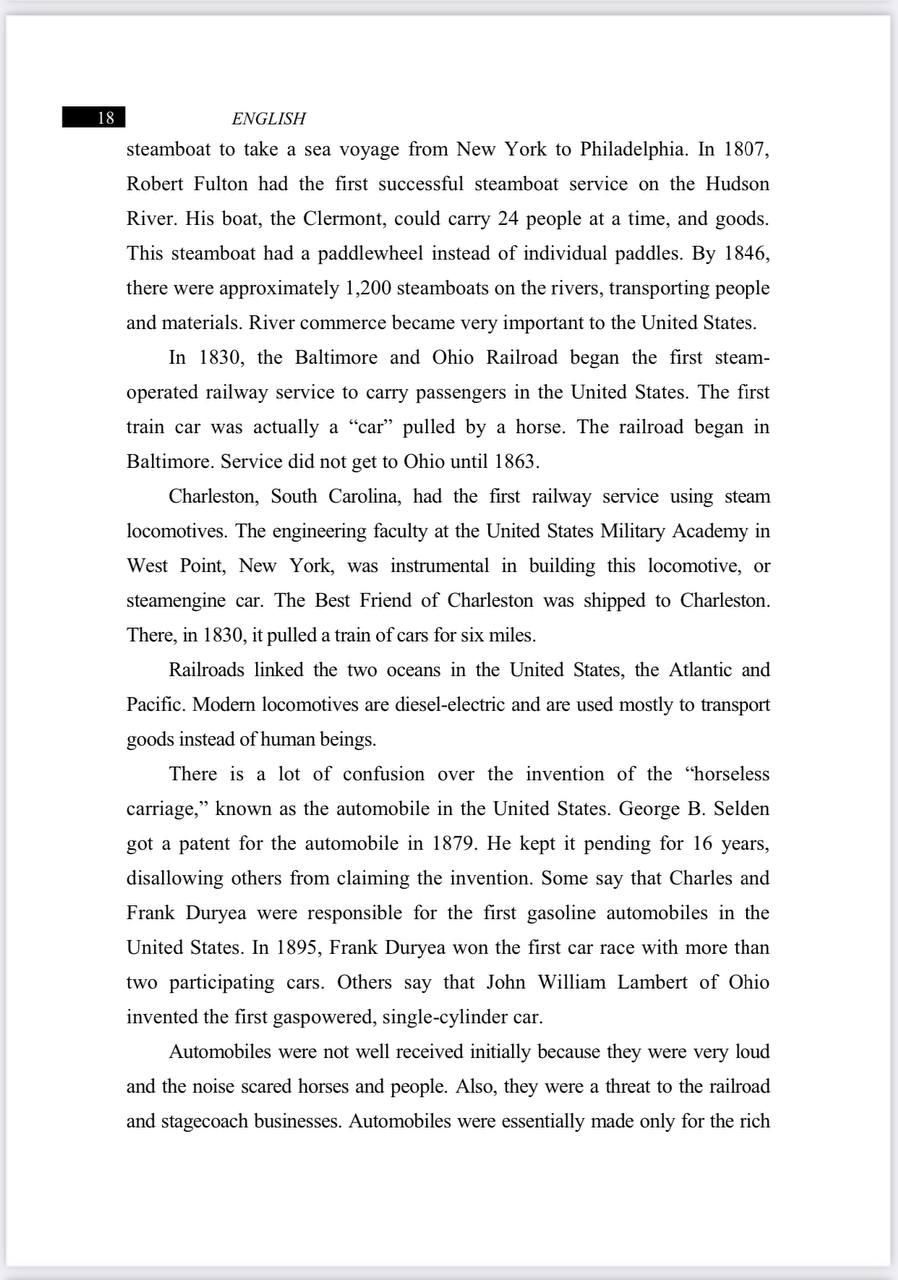 18 ENGLISH
steamboat to take a sea voyage from New York to Philadelphia. In 1807,
Robert Fulton had the first successful steamboat service on the Hudson
River. His boat, the Clermont, could carry 24 people at a time, and goods.
This steamboat had a paddlewheel instead of individual paddles. By 1846,
there were approximately 1,200 steamboats on the rivers, transporting people
and materials. River commerce became very important to the United States.
In 1830, the Baltimore and Ohio Railroad began the first steam-
operated railway service to carry passengers in the United States. The first
train car was actually a “car” pulled by a horse. The railroad began in
Baltimore. Service did not get to Ohio until 1863.
Charleston, South Carolina, had the first railway service using steam
locomotives. The engineering faculty at the United States Military Academy in
West Point, New York, was instrumental in building this locomotive, or
steamengine car. The Best Friend of Charleston was shipped to Charleston.
There, in 1830, it pulled a train of cars for six miles.
Railroads linked the two oceans in the United States, the Atlantic and
Pacific. Modern locomotives are diesel-electric and are used mostly to transport
goods instead of human beings.
There is a lot of confusion over the invention of the “horseless
carriage,” known as the automobile in the United States. George B. Selden
got a patent for the automobile in 1879. He kept it pending for 16 years,
disallowing others from claiming the invention. Some say that Charles and
Frank Duryea were responsible for the first gasoline automobiles in the
United States. In 1895, Frank Duryea won the first car race with more than
two participating cars. Others say that John William Lambert of Ohio
invented the first gaspowered, single-cylinder car.
Automobiles were not well received initially because they were very loud
and the noise scared horses and people. Also, they were a threat to the railroad
and stagecoach businesses. Automobiles were essentially made only for the rich